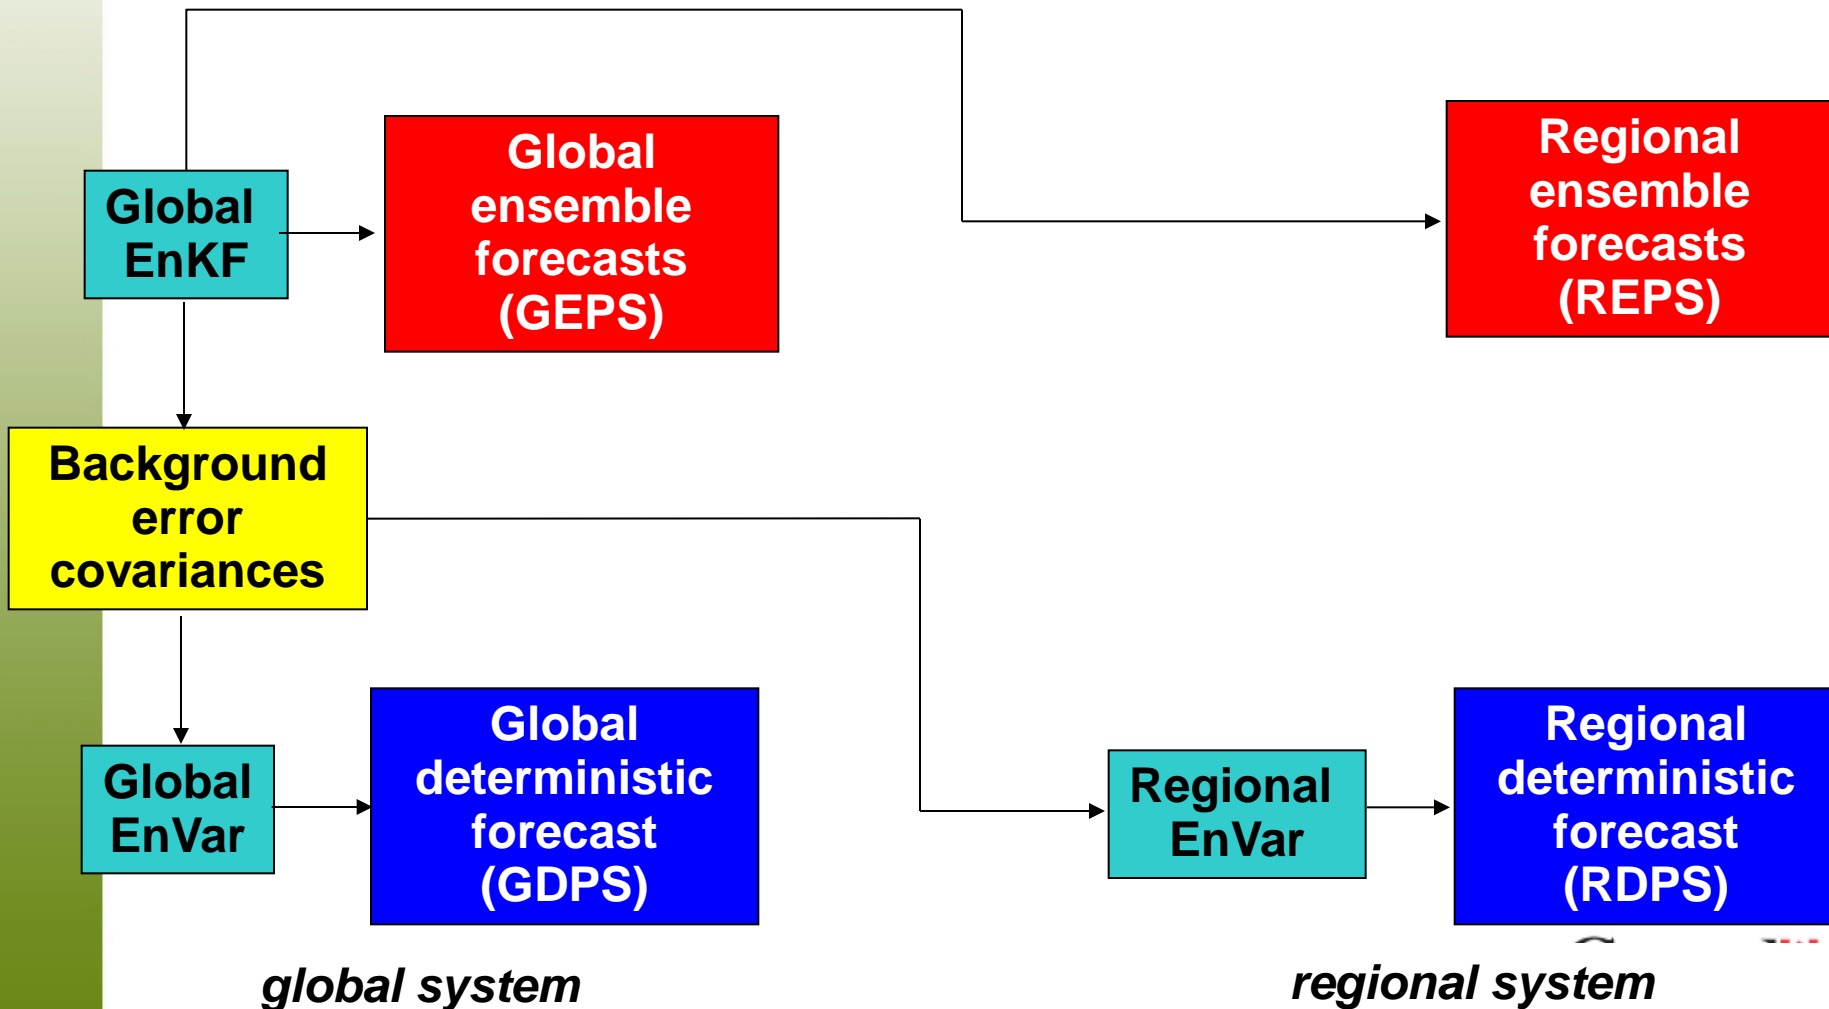 Global
EnKF
Global
ensemble
forecasts
(GEPS)
Regional
ensemble
forecasts
(REPS)
Background
error
covariances
Global
EnVar
Global
deterministic
forecast
(GDPS)
Regional
EnVar
Regional
deterministic
forecast
(RDPS)
global system
regional system